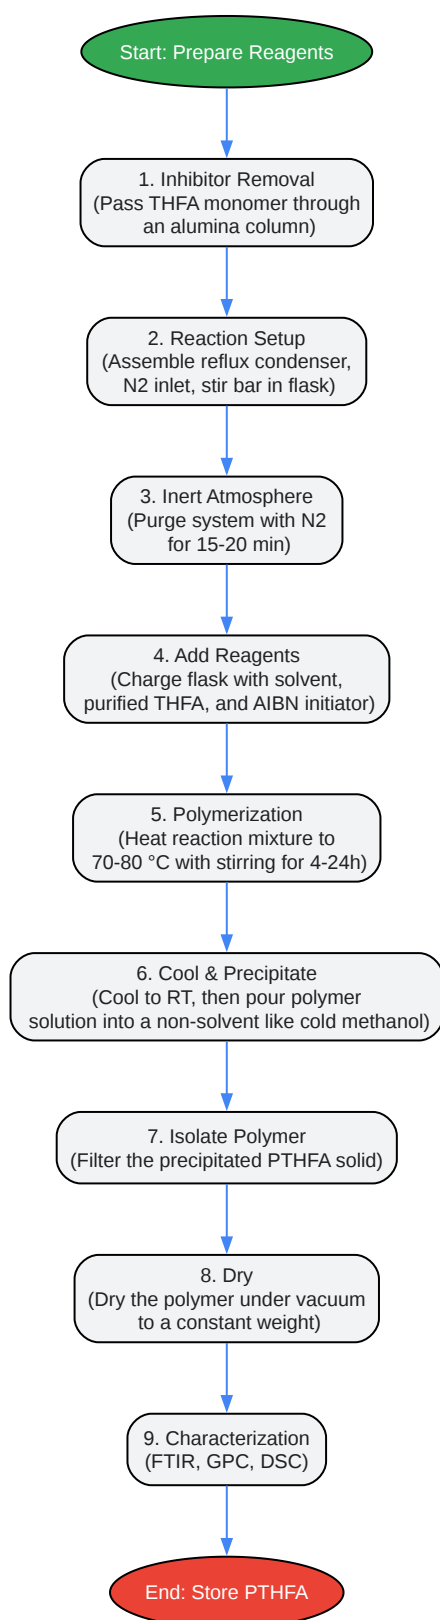 Start: Prepare Reagents
1. Inhibitor Removal
(Pass THFA monomer through
an alumina column)
2. Reaction Setup
(Assemble reflux condenser,
N2 inlet, stir bar in flask)
3. Inert Atmosphere
(Purge system with N2
for 15-20 min)
4. Add Reagents
(Charge flask with solvent,
purified THFA, and AIBN initiator)
5. Polymerization
(Heat reaction mixture to
70-80 °C with stirring for 4-24h)
6. Cool & Precipitate
(Cool to RT, then pour polymer
solution into a non-solvent like cold methanol)
7. Isolate Polymer
(Filter the precipitated PTHFA solid)
8. Dry
(Dry the polymer under vacuum
to a constant weight)
9. Characterization
(FTIR, GPC, DSC)
End: Store PTHFA